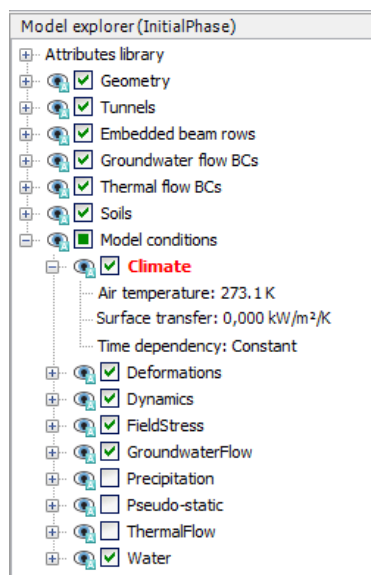 Model explorer (InitialPhase)
Attributes library
Geometry
Tunnels
Embedded beam rows
Groundwater flow BCs
Thermal flow BCs
Soils
Model conditions
Climate
Air temperature: 273.1 K
Surface transfer: 0,000 kW/m²/K
Time dependency: Constant
Deformations
Dynamics
FieldStress
GroundwaterFlow
Precipitation
Pseudo-static
ThermalFlow
Water